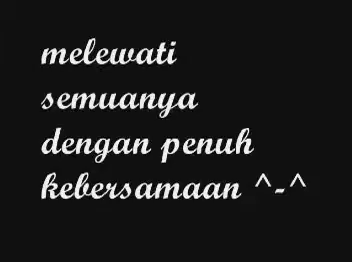 melewati
semuanya
dengan penuh
kebersamaan ^-^